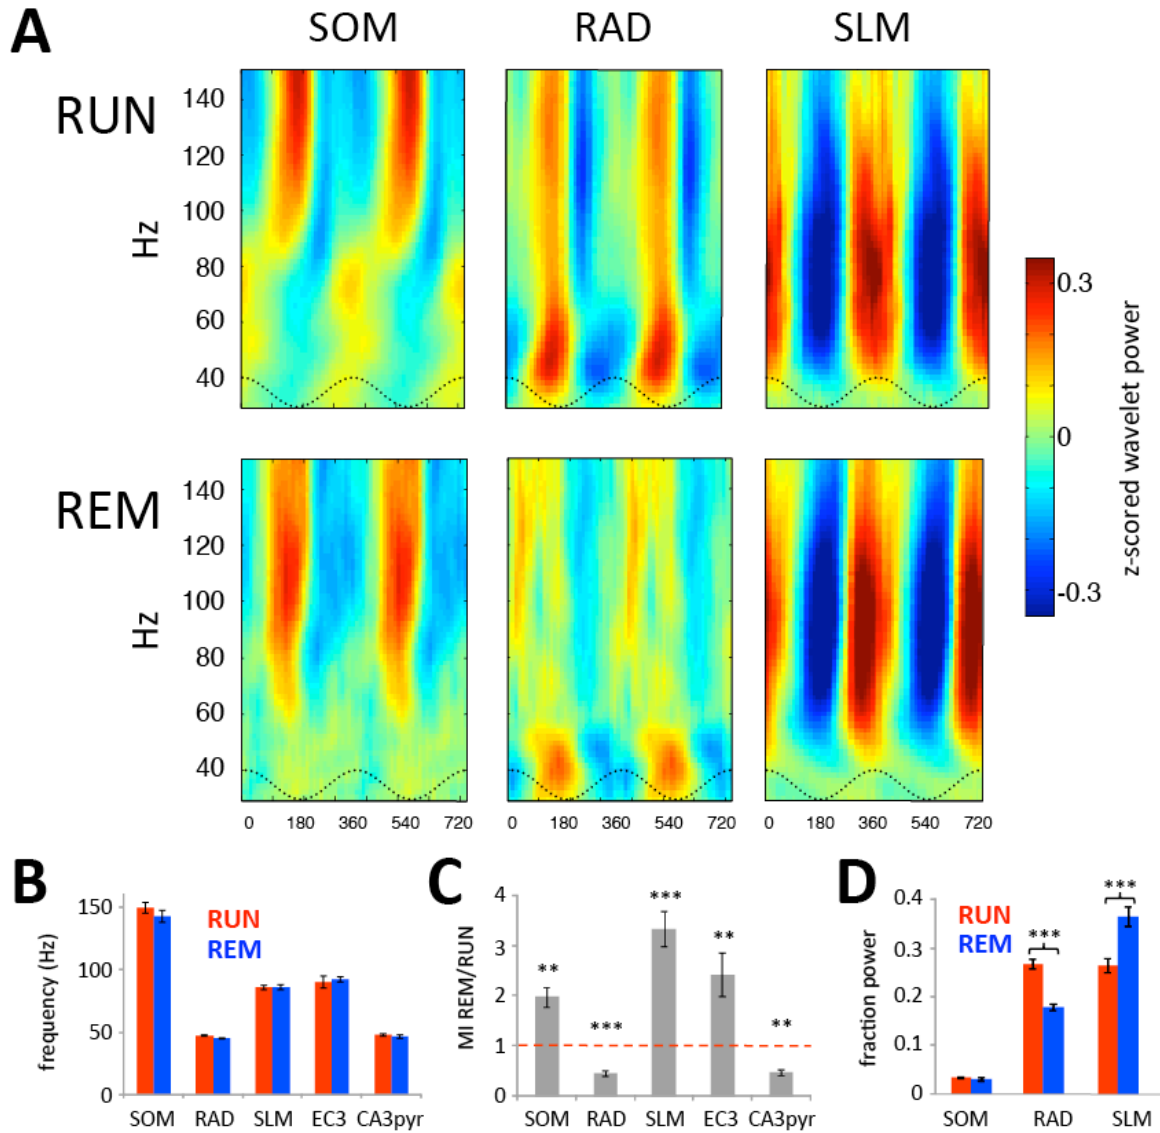 A
SOM RAD SLM
RUN
140
120
100
80
60
40
Hz
0.3
0
-0.3
z-scored wavelet power
REM
140
120
100
80
60
40
Hz
0 180 360 540 720
0 180 360 540 720
0 180 360 540 720
B
150
100
50
0
frequency (Hz)
RUN
REM
SOM RAD SLM EC3 CA3pyr
C
4
3
2
1
0
MI REM/RUN
** *** *** ** **
SOM RAD SLM EC3 CA3pyr
D
0.4
0.3
0.2
0.1
0
fraction power
RUN
REM
*** ***
SOM RAD SLM